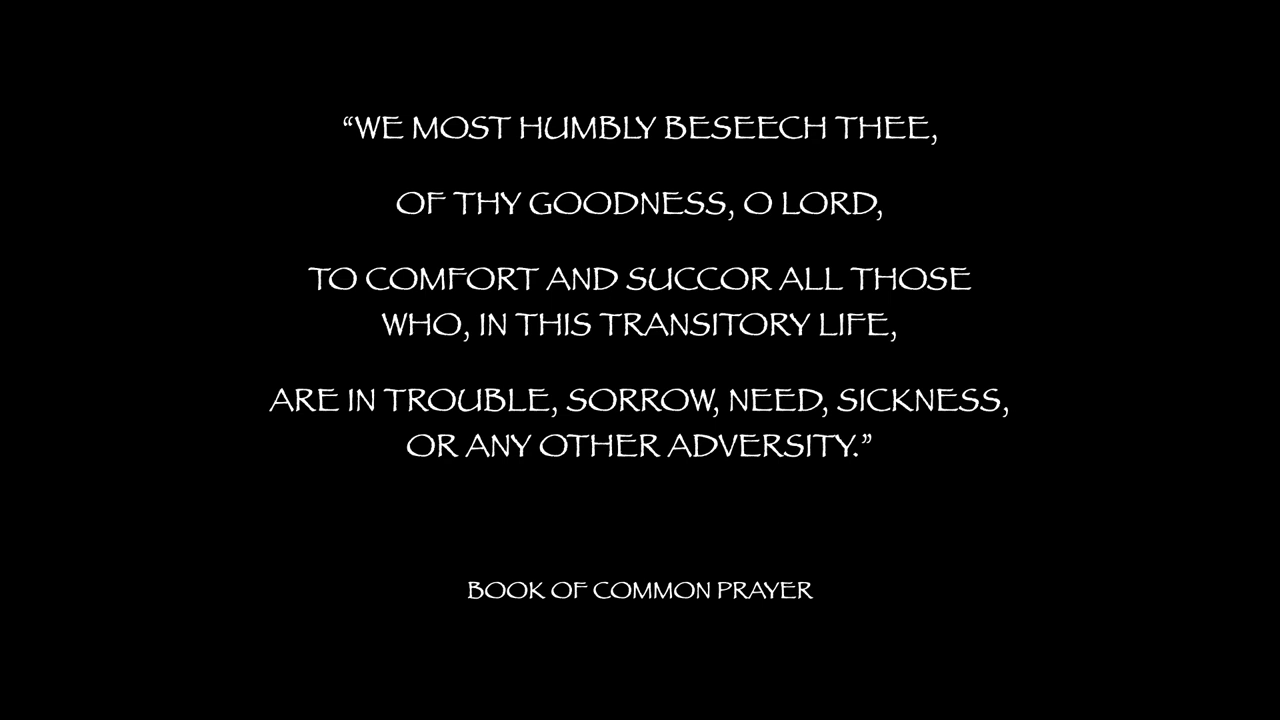 “WE MOST HUMBLY BESEECH THEE,
OF THY GOODNESS, O LORD,
TO COMFORT AND SUCCOR ALL THOSE
WHO, IN THIS TRANSITORY LIFE,
ARE IN TROUBLE, SORROW, NEED, SICKNESS,
OR ANY OTHER ADVERSITY.”
BOOK OF COMMON PRAYER